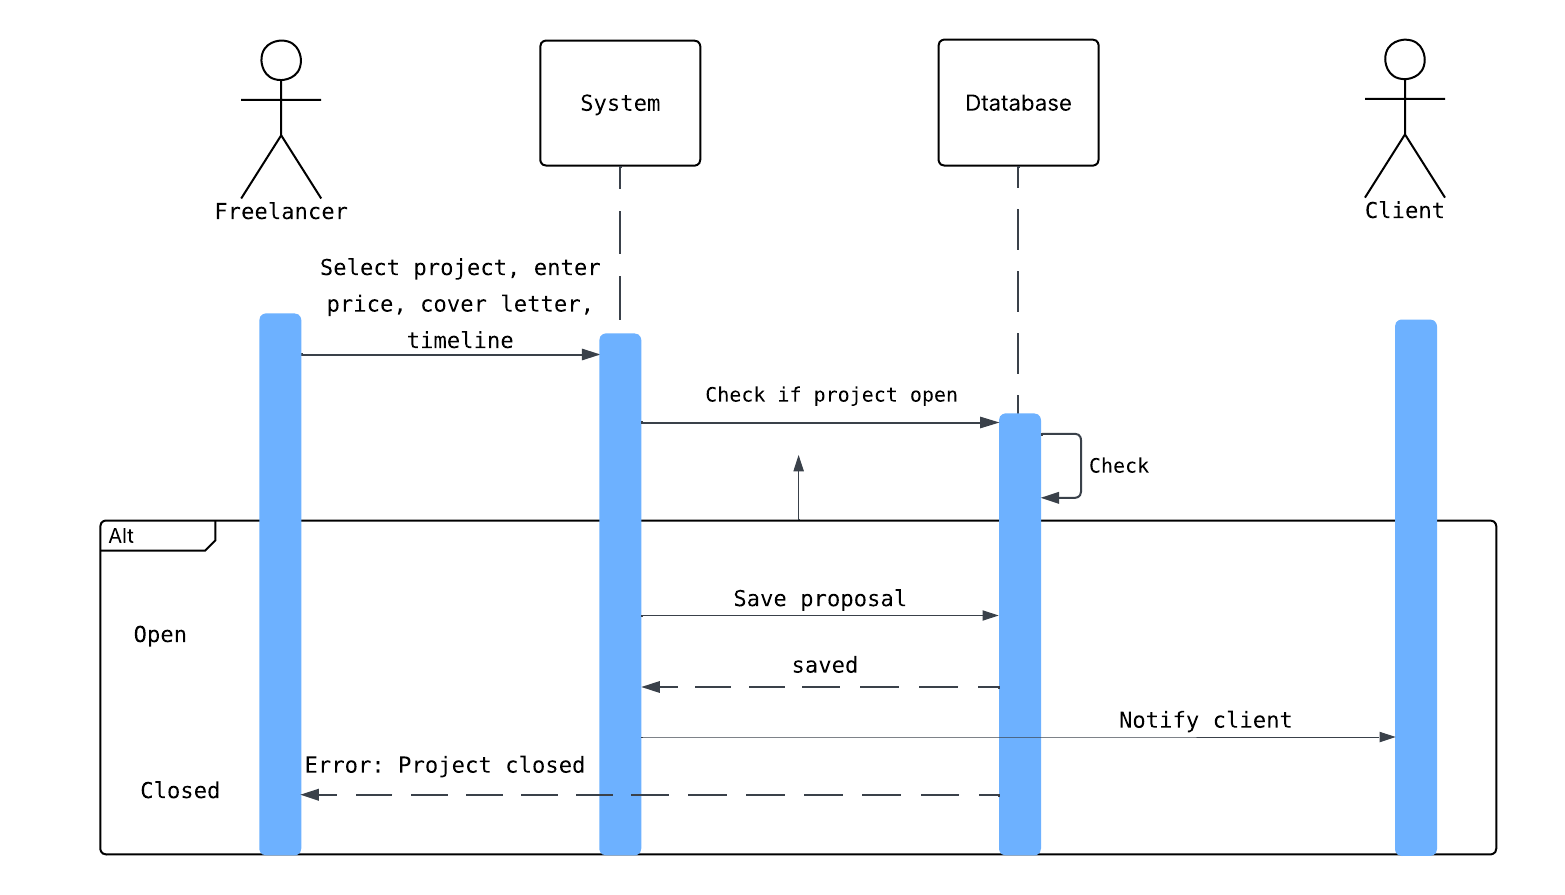 System
Dtatabase
Freelancer
Client
Select project, enter
price, cover letter,
timeline
Check if project open
Check
Alt
Save proposal
Open
saved
Notify client
Error: Project closed
Closed